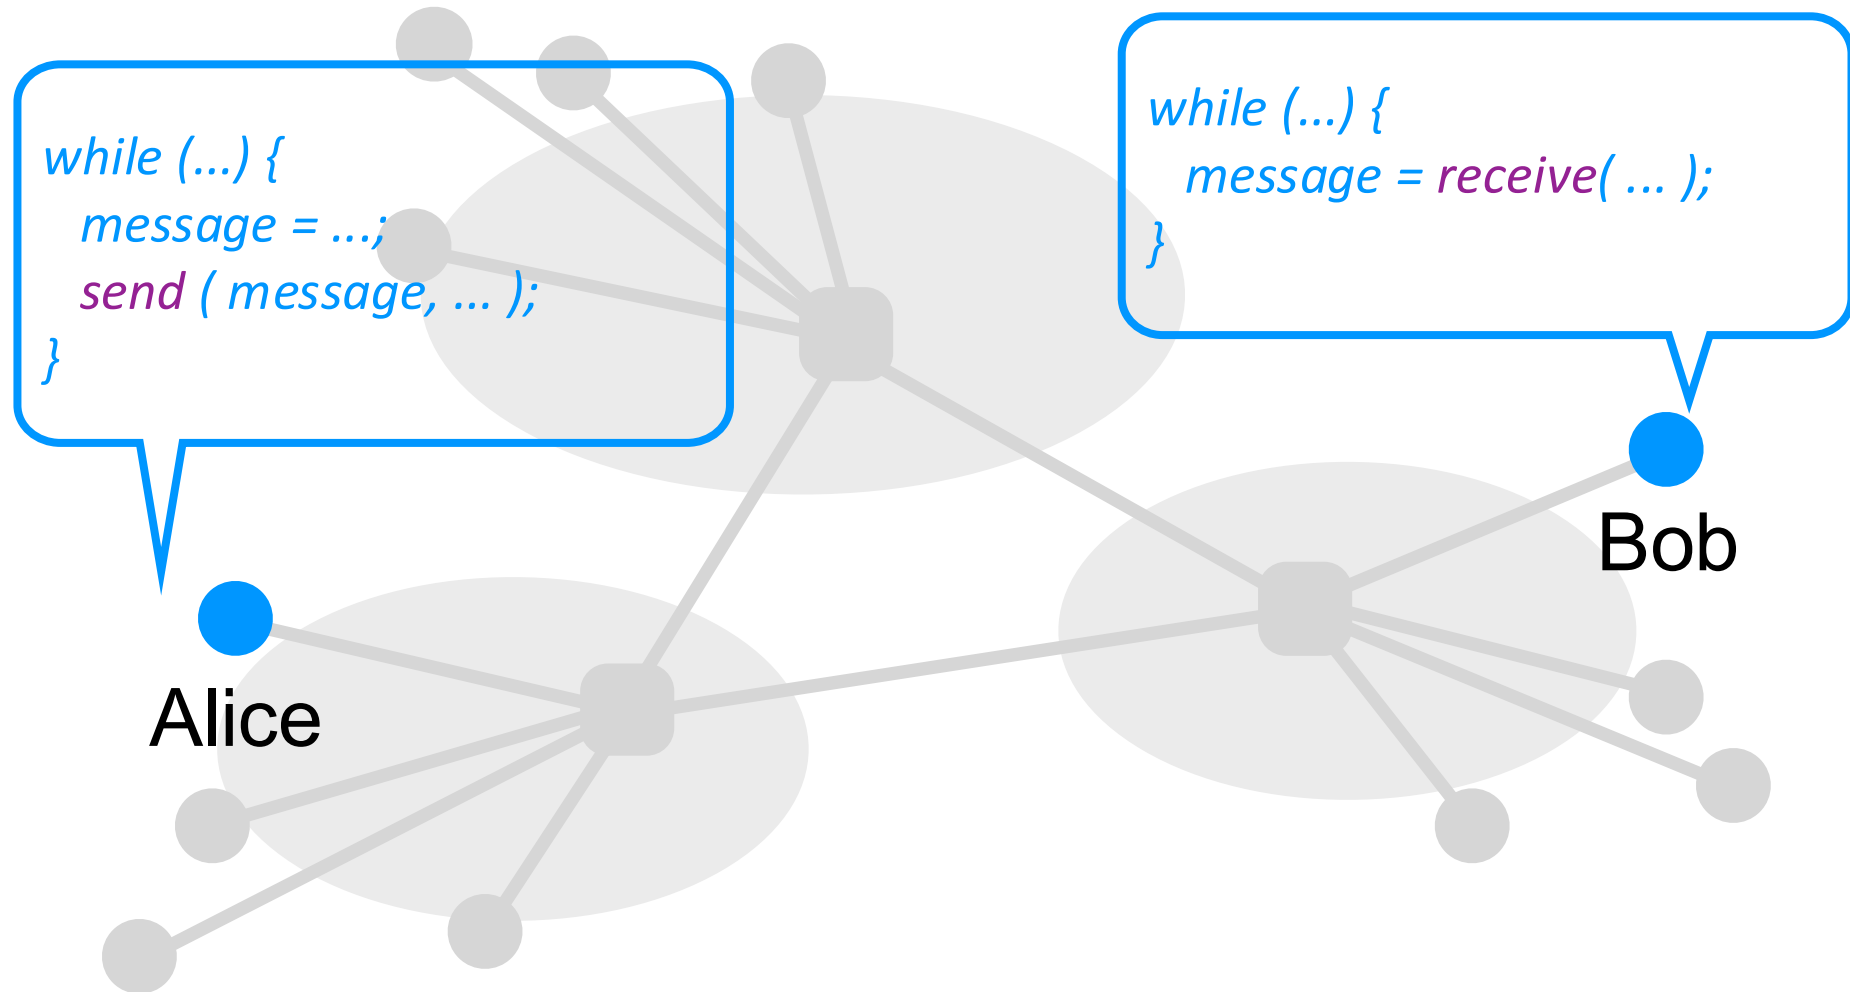 while (...) {
message = ...;
send ( message, ... );
}
Alice
while (...) {
message = receive( ... );
}
Bob